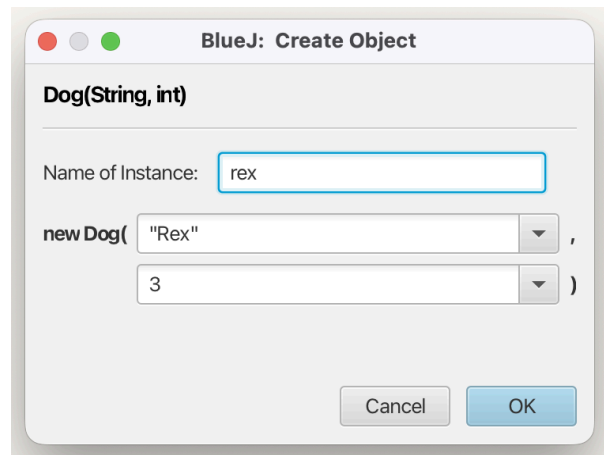 BlueJ: Create Object
Dog(String, int)
Name of Instance: rex
new Dog( "Rex" ,
3 )
Cancel OK